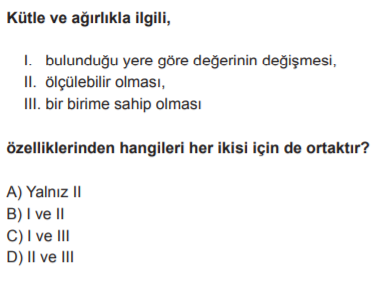 Kütle ve ağırlıkla ilgili,
I. bulunduğu yere göre değerinin değişmesi,
II. ölçülebilir olması,
III. bir birime sahip olması
özelliklerinden hangileri her ikisi için de ortaktır?
A) Yalnız II
B) I ve II
C) I ve III
D) II ve III